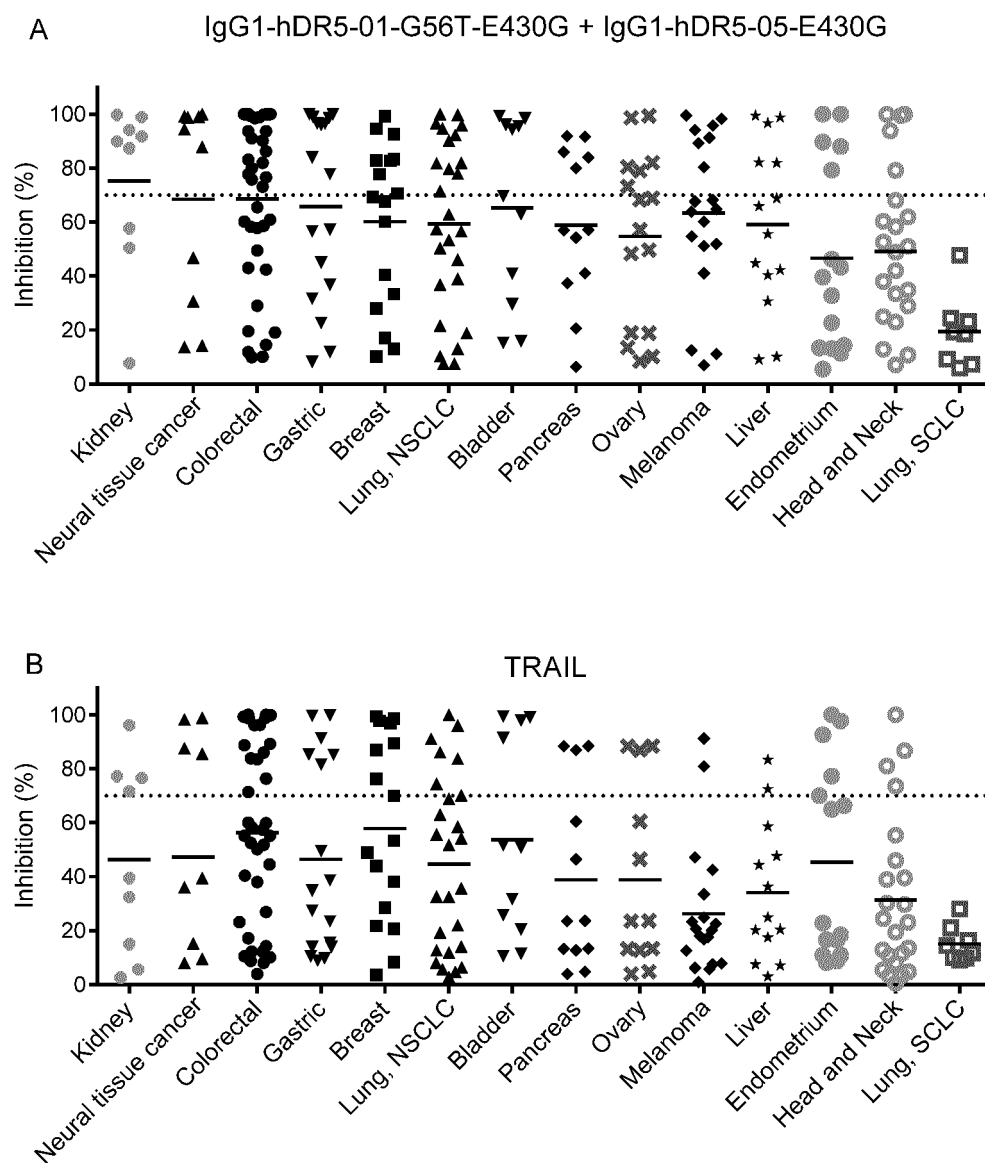 A
IgG1-hDR5-01-G56T-E430G + IgG1-hDR5-05-E430G
Inhibition (%)
100
80
60
40
20
0
Kidney
Neural tissue cancer
Colorectal
Gastric
Breast
Lung, NSCLC
Bladder
Pancreas
Ovary
Melanoma
Liver
Endometrium
Head and Neck
Lung, SCLC
B
TRAIL
Inhibition (%)
100
80
60
40
20
0
Kidney
Neural tissue cancer
Colorectal
Gastric
Breast
Lung, NSCLC
Bladder
Pancreas
Ovary
Melanoma
Liver
Endometrium
Head and Neck
Lung, SCLC